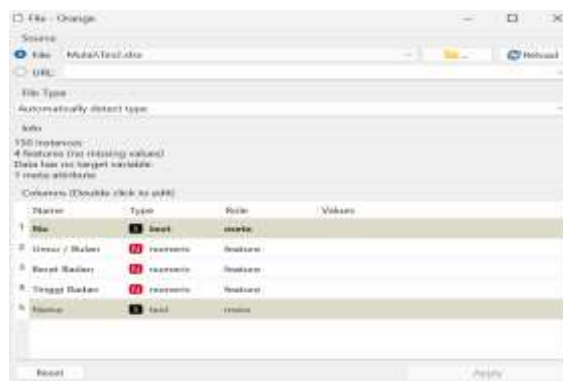 File - Orange
Source
File: 
URL:
Reload
File Type
Automatically detect type
Info
150 instances
4 features (no missing values)
Data has no target variable.
1 meta attribute
Columns (Double click to edit)
Name Type Role Values
1 No text meta
2 Umur / Bulan numeric feature
3 Berat Badan numeric feature
4 Tinggi Badan numeric feature
5 text meta
Reset
Apply